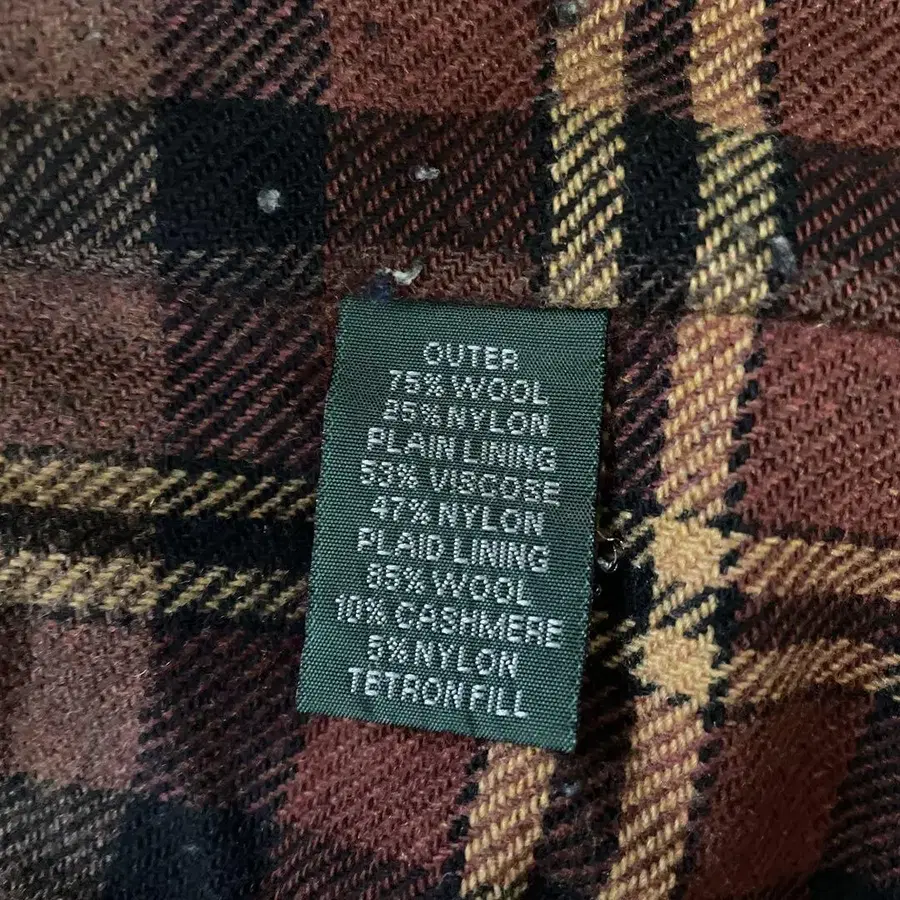 OUTER
75% WOOL
25% NYLON
PLAIN LINING
53% VISCOSE
47% NYLON
PLAID LINING
85% WOOL
10% CASHMERE
5% NYLON
TETRON FILL